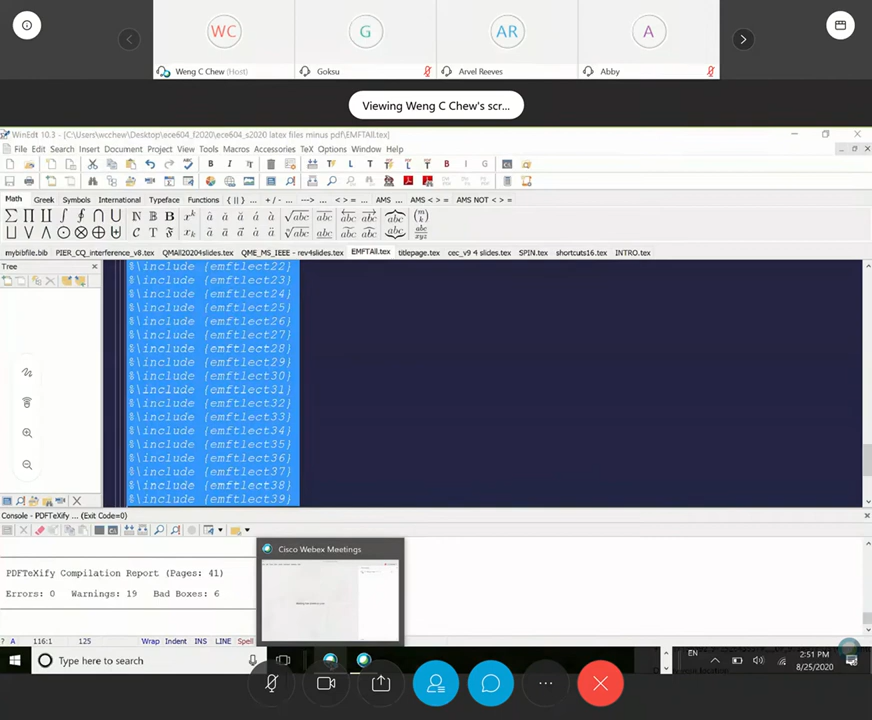 WC
G
AR
A
Weng C Chew (Host)
Goksu
Arvel Reeves
Abby
Viewing Weng C Chew's scr...
WinEdt 10.3 - [C:\Users\wcchew\Desktop\ece604_f2020\ece604_s2020 latex files minus pdf\EMFTAll.tex]
File Edit Search Insert Document Project View Tools Macros Accessories TeX Options Window Help
Math Greek Symbols International Typeface Functions { || } + / - ---> < > = AMS ... AMS --> AMS < > = AMS NOT < > =
mybibfile.bib PIER_CQ_interference_v8.tex QMAll20204slides.tex QME_MS_IEEE - rev4slides.tex EMFTAll.tex titlepage.tex cec_v9 4 slides.tex SPIN.tex shortcuts16.tex INTRO.tex
Tree
%\include {emftlect22}
%\include {emftlect23}
%\include {emftlect24}
%\include {emftlect25}
%\include {emftlect26}
%\include {emftlect27}
%\include {emftlect28}
%\include {emftlect29}
%\include {emftlect30}
%\include {emftlect31}
%\include {emftlect32}
%\include {emftlect33}
%\include {emftlect34}
%\include {emftlect35}
%\include {emftlect36}
%\include {emftlect37}
%\include {emftlect38}
%\include {emftlect39}
Console - PDFTeXify ... (Exit Code=0)
Cisco Webex Meetings
PDFTeXify Compilation Report (Pages: 41)
Errors: 0 Warnings: 19 Bad Boxes: 6
? A 116:1 125 Wrap Indent INS LINE Spell
Type here to search
EN
2:51 PM
8/25/2020